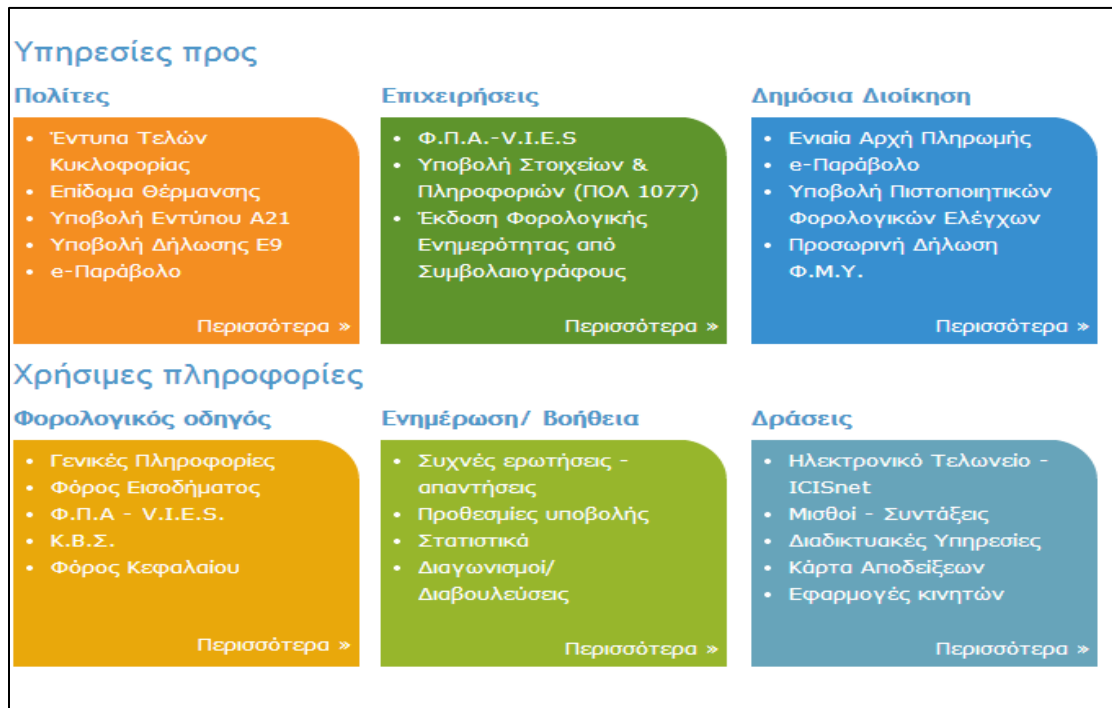 Υπηρεσίες προς
Πολίτες
• Έντυπα Τελών
Κυκλοφορίας
• Επίδομα Θέρμανσης
• Υποβολή Εντύπου Α21
• Υποβολή Δήλωσης Ε9
• e-Παράβολο
Περισσότερα »
Επιχειρήσεις
• Φ.Π.Α.-V.I.E.S
• Υποβολή Στοιχείων &
Πληροφοριών (ΠΟΛ 1077)
• Έκδοση Φορολογικής
Ενημερότητας από
Συμβολαιογράφους
Περισσότερα »
Δημόσια Διοίκηση
• Ενιαία Αρχή Πληρωμής
• e-Παράβολο
• Υποβολή Πιστοποιητικών
Φορολογικών Ελέγχων
• Προσωρινή Δήλωση
Φ.Μ.Υ.
Περισσότερα »
Χρήσιμες πληροφορίες
Φορολογικός οδηγός
• Γενικές Πληροφορίες
• Φόρος Εισοδήματος
• Φ.Π.Α - V.I.E.S.
• Κ.Β.Σ.
• Φόρος Κεφαλαίου
Περισσότερα »
Ενημέρωση/ Βοήθεια
• Συχνές ερωτήσεις -
απαντήσεις
• Προθεσμίες υποβολής
• Στατιστικά
• Διαγωνισμοί/
Διαβουλεύσεις
Περισσότερα »
Δράσεις
• Ηλεκτρονικό Τελωνείο -
ICISnet
• Μισθοί - Συντάξεις
• Διαδικτυακές Υπηρεσίες
• Κάρτα Αποδείξεων
• Εφαρμογές κινητών
Περισσότερα »